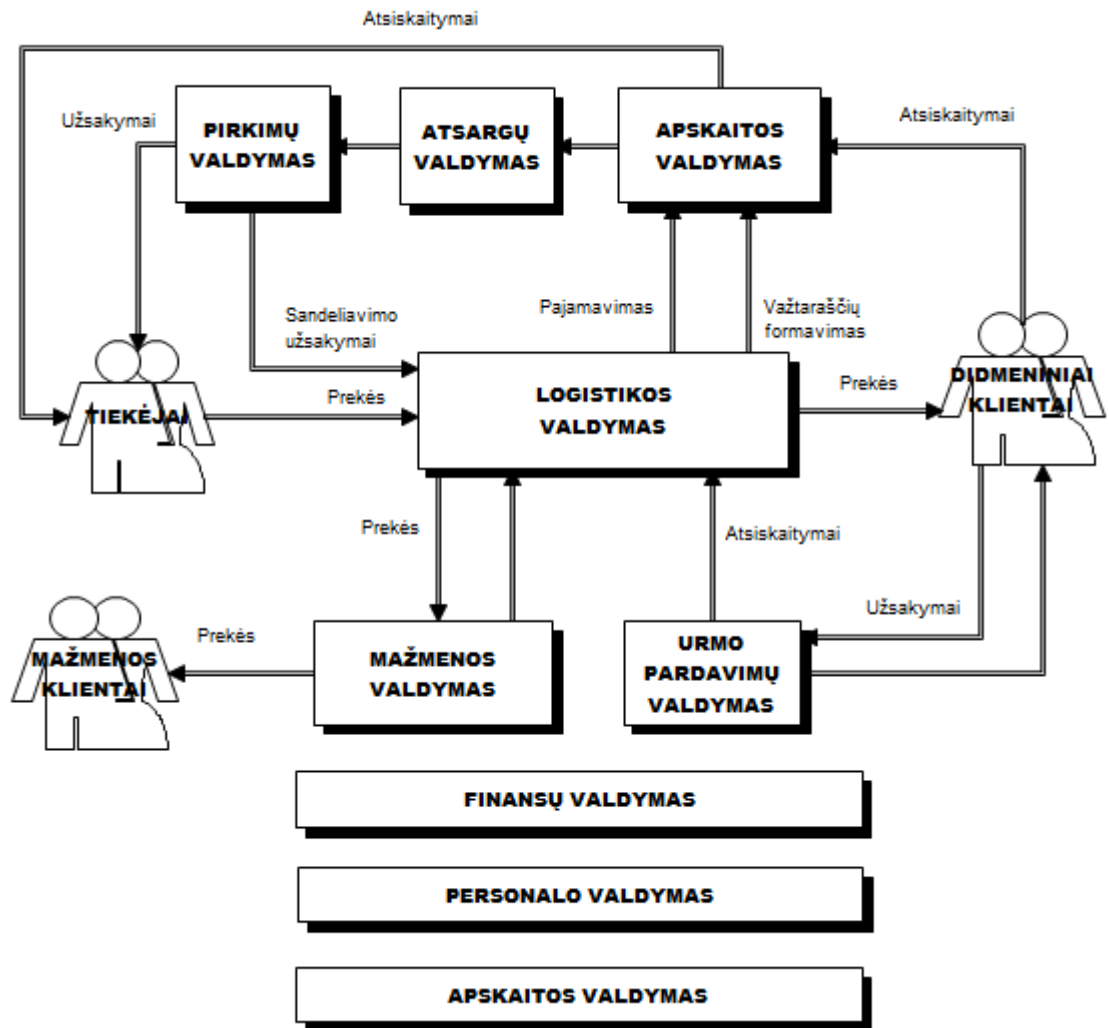 Atsiskaitymai
Užsakymai
PIRKIMŲ
VALDYMAS
ATSARGŲ
VALDYMAS
APSKAITOS
VALDYMAS
Atsiskaitymai
Sandeliavimo
užsakymai
Pajamavimas
Važtaraščių
formavimas
TIEKĖJAI
Prekės
LOGISTIKOS
VALDYMAS
Prekės
DIDMENINIAI
KLIENTAI
Prekės
Atsiskaitymai
Užsakymai
MAŽMENOS
KLIENTAI
Prekės
MAŽMENOS
VALDYMAS
URMO
PARDAVIMŲ
VALDYMAS
FINANSŲ VALDYMAS
PERSONALO VALDYMAS
APSKAITOS VALDYMAS